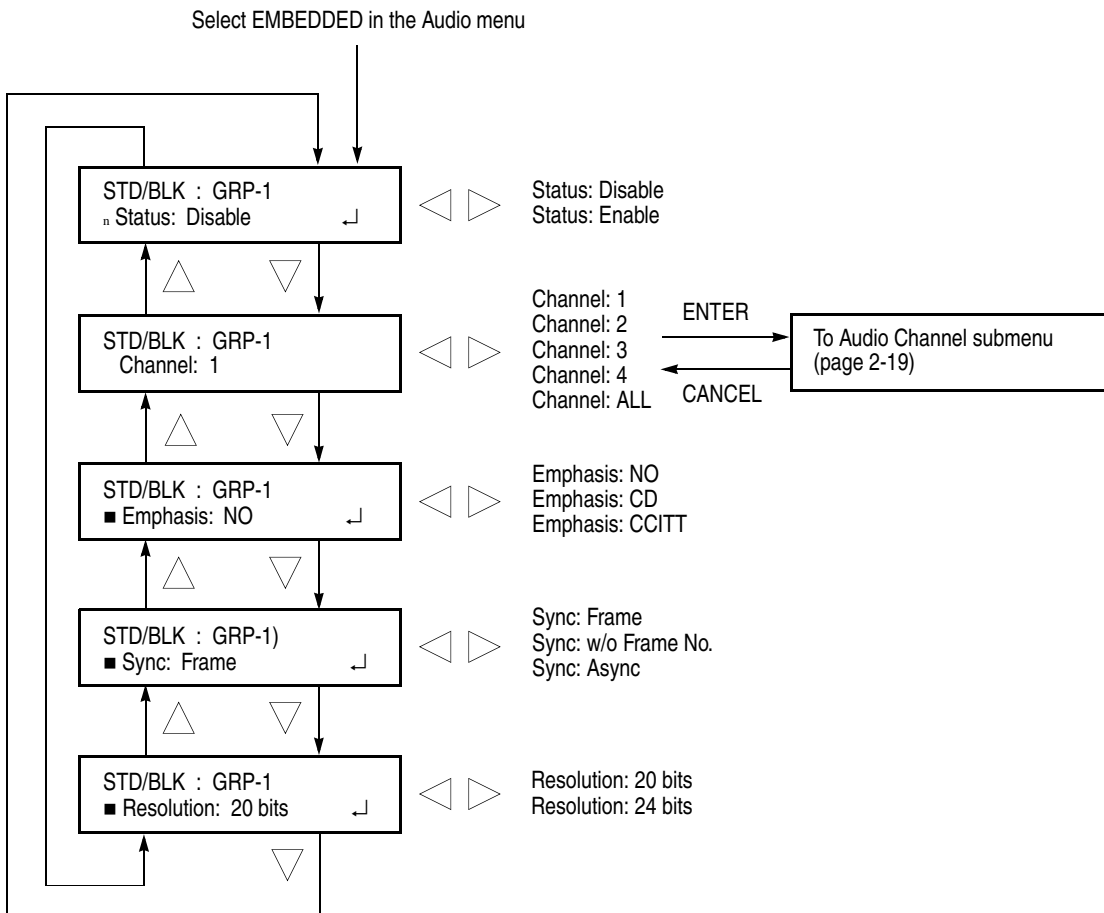 Select EMBEDDED in the Audio menu
STD/BLK : GRP-1
n Status: Disable ↵
Status: Disable
Status: Enable
STD/BLK : GRP-1
Channel: 1
Channel: 1
Channel: 2
Channel: 3
Channel: 4
Channel: ALL
ENTER
CANCEL
To Audio Channel submenu
(page 2-19)
STD/BLK : GRP-1
■ Emphasis: NO ↵
Emphasis: NO
Emphasis: CD
Emphasis: CCITT
STD/BLK : GRP-1)
■ Sync: Frame ↵
Sync: Frame
Sync: w/o Frame No.
Sync: Async
STD/BLK : GRP-1
■ Resolution: 20 bits ↵
Resolution: 20 bits
Resolution: 24 bits